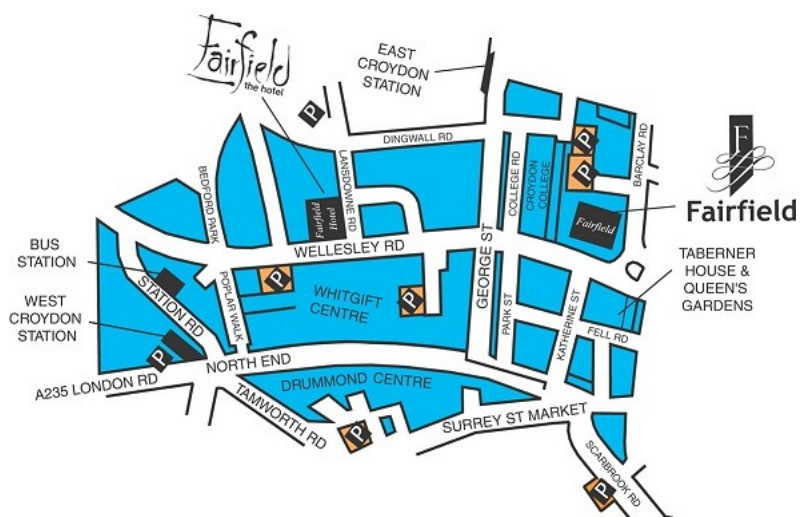 Fairfield
the hotel
P
EAST
CROYDON
STATION
DINGWALL RD
BEDFORD PARK
LANSDOWNE RD
COLLEGE RD
CROYDON
COLLEGE
P
P
BARCLAY RD
F
Fairfield
Fairfield
Hotel
Fairfield
WELLESLEY RD
GEORGE ST
BUS
STATION
STATION RD
POPLAR WALK
P
WHITGIFT
CENTRE
P
PARK ST
KATHERINE ST
FELL RD
TABERNER
HOUSE &
QUEEN'S
GARDENS
WEST
CROYDON
STATION
P
NORTH END
A235 LONDON RD
DRUMMOND CENTRE
TAMWORTH RD
P
SURREY ST MARKET
SCARBROOK RD
P